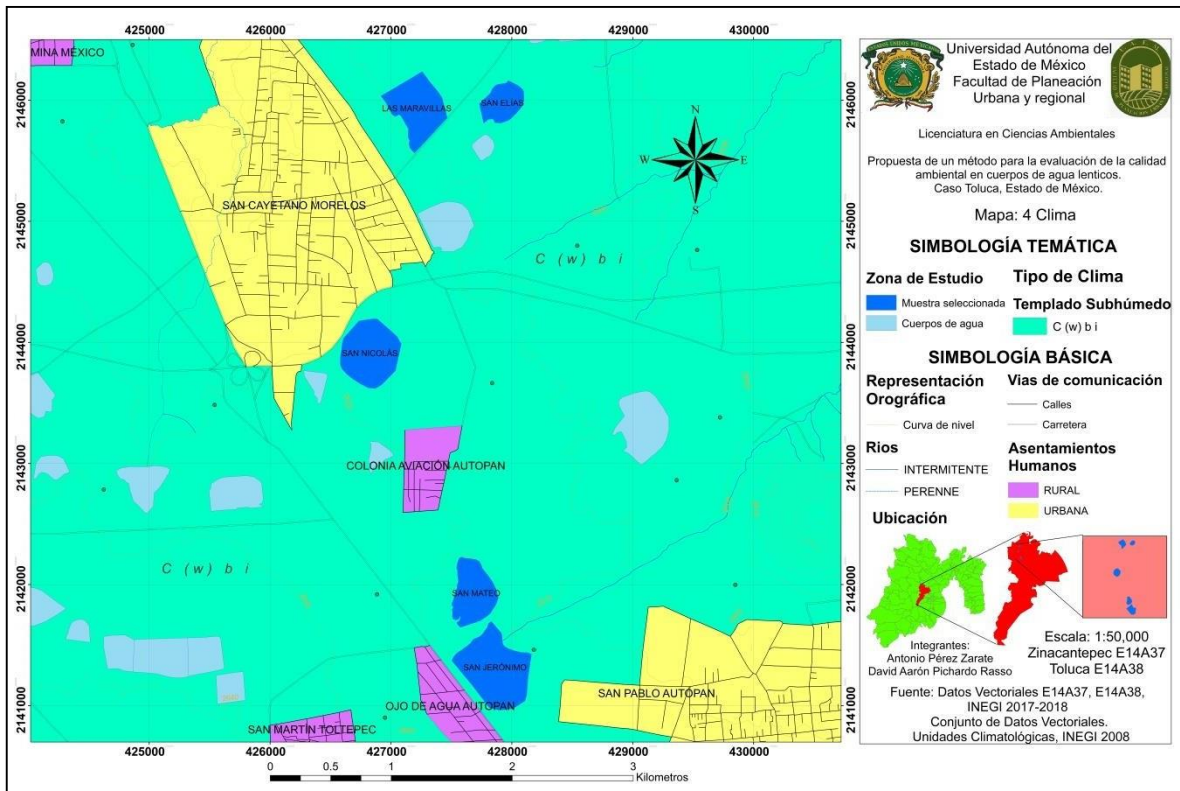 425000 426000 427000 428000 429000 430000
2146000
2145000
2144000
2143000
2142000
2141000
MINA MÉXICO
LAS MARAVILLAS
SAN ELÍAS
SAN CAYETANO MORELOS
C (w) b i
SAN NICOLÁS
COLONIA AVIACIÓN AUTOPAN
C (w) b i
SAN MATEO
SAN JERÓNIMO
SAN PABLO AUTOPAN
OJO DE AGUA AUTOPAN
SAN MARTÍN TOLTEPEC
N
W E
S
2146000
2145000
2144000
2143000
2142000
2141000
425000 426000 427000 428000 429000 430000
0 0.5 1 2 3
Kilometros
Universidad Autónoma del
Estado de México
Facultad de Planeación
Urbana y regional
Licenciatura en Ciencias Ambientales
Propuesta de un método para la evaluación de la calidad
ambiental en cuerpos de agua lenticos.
Caso Toluca, Estado de México.
Mapa: 4 Clima
SIMBOLOGÍA TEMÁTICA
Zona de Estudio
Muestra seleccionada
Cuerpos de agua
Tipo de Clima
Templado Subhúmedo
C (w) b i
SIMBOLOGÍA BÁSICA
Representación
Orográfica
Curva de nivel
Vias de comunicación
Calles
Carretera
Rios
INTERMITENTE
PERENNE
Asentamientos
Humanos
RURAL
URBANA
Ubicación
Integrantes:
Antonio Pérez Zarate
David Aarón Pichardo Rasso
Escala: 1:50,000
Zinacantepec E14A37
Toluca E14A38
Fuente: Datos Vectoriales E14A37, E14A38,
INEGI 2017-2018
Conjunto de Datos Vectoriales.
Unidades Climatológicas, INEGI 2008